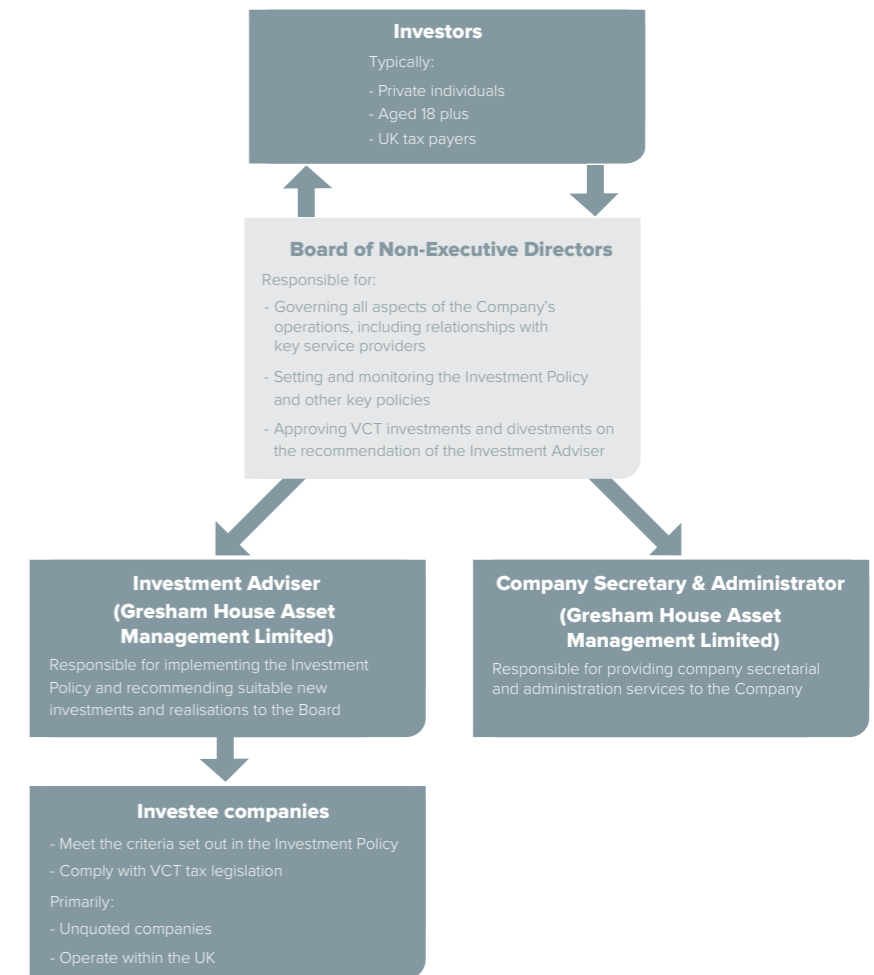 Investors
Typically:
- Private individuals
- Aged 18 plus
- UK tax payers
Board of Non-Executive Directors
Responsible for:
- Governing all aspects of the Company’s
operations, including relationships with
key service providers
- Setting and monitoring the Investment Policy
and other key policies
- Approving VCT investments and divestments on
the recommendation of the Investment Adviser
Investment Adviser
(Gresham House Asset
Management Limited)
Responsible for implementing the Investment
Policy and recommending suitable new
investments and realisations to the Board
Company Secretary & Administrator
(Gresham House Asset
Management Limited)
Responsible for providing company secretarial
and administration services to the Company
Investee companies
- Meet the criteria set out in the Investment Policy
- Comply with VCT tax legislation
Primarily:
- Unquoted companies
- Operate within the UK